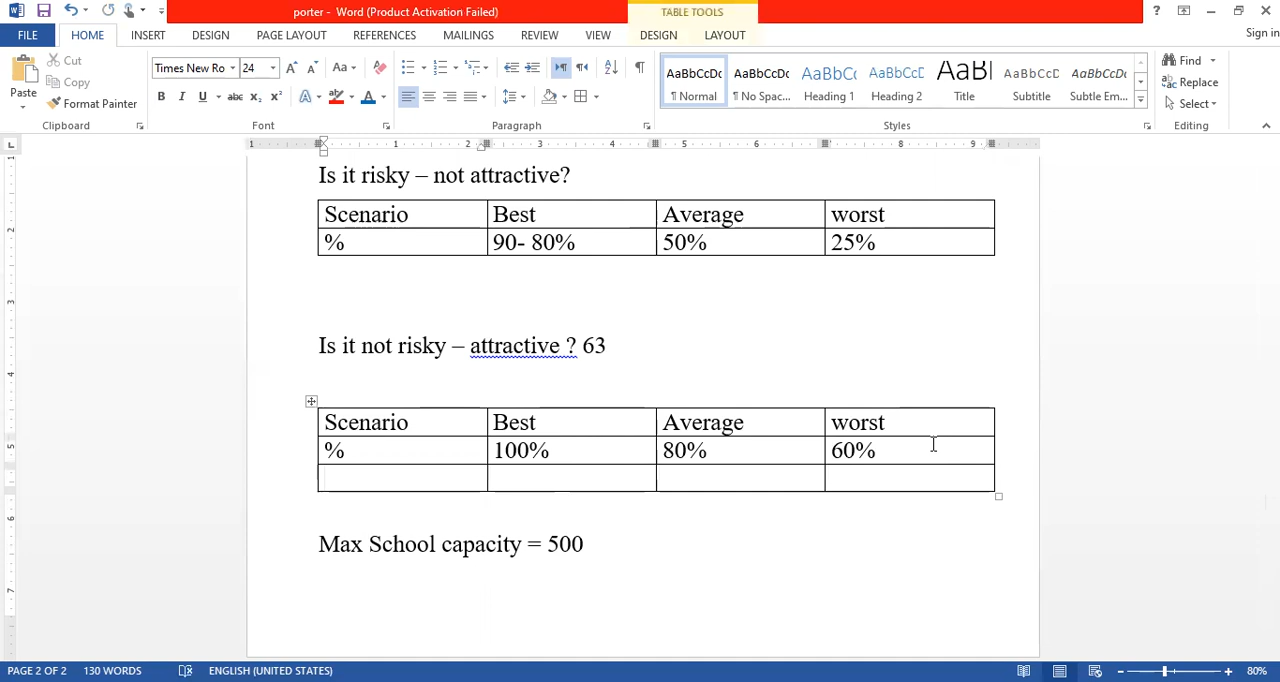 porter - Word (Product Activation Failed)
TABLE TOOLS
FILE HOME INSERT DESIGN PAGE LAYOUT REFERENCES MAILINGS REVIEW VIEW DESIGN LAYOUT Sign in
Paste
Cut
Copy
Format Painter
Clipboard
Times New Ro 24
Font
Paragraph
AaBbCcDc AaBbCcDc AaBbCc AaBbCcD AaBl AaBbCcD AaBbCcD
¶ Normal ¶ No Spac... Heading 1 Heading 2 Title Subtitle Subtle Em...
Styles
Find
Replace
Select
Editing
Is it risky – not attractive?
Scenario Best Average worst
% 90- 80% 50% 25%
Is it not risky – attractive ? 63
Scenario Best Average worst
% 100% 80% 60%
Max School capacity = 500
PAGE 2 OF 2 130 WORDS ENGLISH (UNITED STATES) 80%